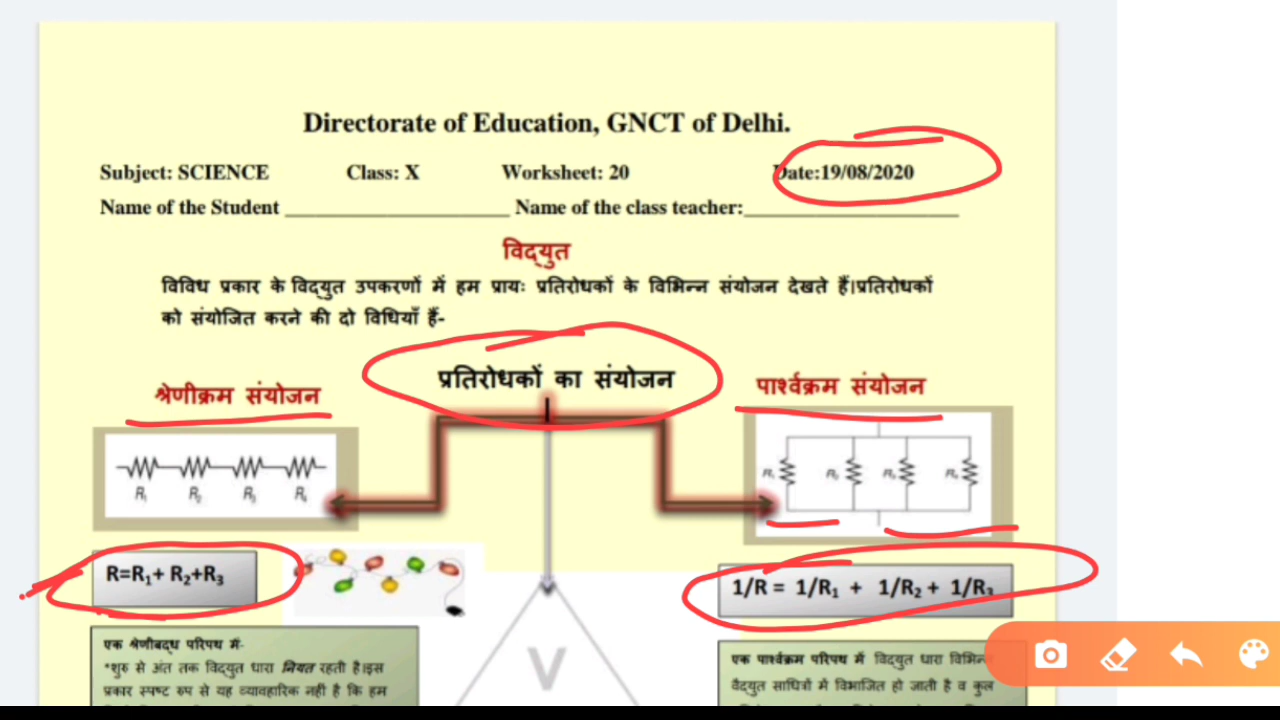 Directorate of Education, GNCT of Delhi.
Subject: SCIENCE Class: X Worksheet: 20 Date:19/08/2020
Name of the Student ____________________ Name of the class teacher:____________________
विद्युत
विविध प्रकार के विद्युत उपकरणों में हम प्रायः प्रतिरोधकों के विभिन्न संयोजन देखते हैं।प्रतिरोधकों
को संयोजित करने की दो विधियाँ हैं-
प्रतिरोधकों का संयोजन
श्रेणीक्रम संयोजन
पार्श्वक्रम संयोजन
R₁ R₂ R₃ R₄
R=R₁+ R₂+R₃
1/R = 1/R₁ + 1/R₂ + 1/R₃
V
एक श्रेणीबद्ध परिपथ में-
*शुरु से अंत तक विद्युत धारा नियत रहती है।इस
प्रकार स्पष्ट रुप से यह व्यावहारिक नहीं है कि हम
एक पार्श्वक्रम परिपथ में विद्युत धारा विभिन्न
वैद्युत साधित्रों में विभाजित हो जाती है व कुल